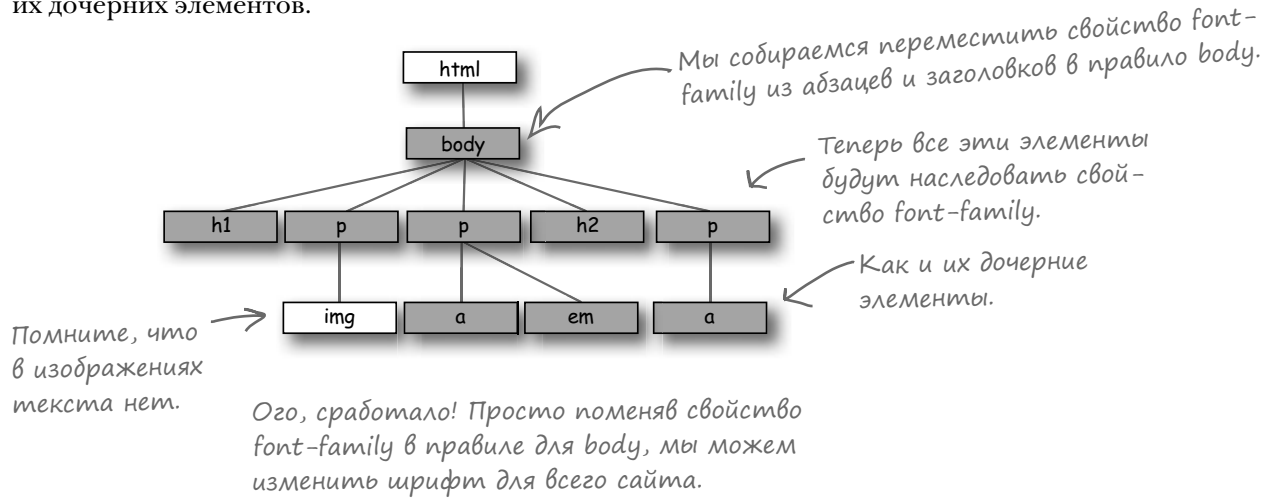 их дочерних элементов.
Мы собираемся переместить свойство font-
family из абзацев и заголовков в правило body.
html
body
Теперь все эти элементы
будут наследовать свой-
ство font-family.
h1 p p h2 p
Как и их дочерние
элементы.
img a em a
Помните, что
в изображениях
текста нет.
Ого, сработало! Просто поменяв свойство
font-family в правиле для body, мы можем
изменить шрифт для всего сайта.